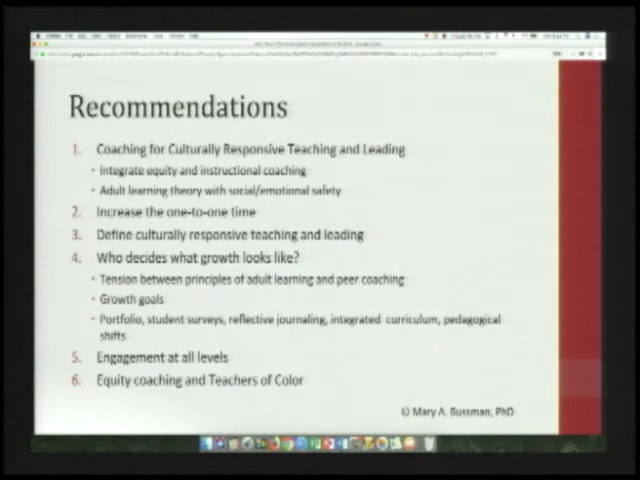 Recommendations
1. Coaching for Culturally Responsive Teaching and Leading
• Integrate equity and instructional coaching
• Adult learning theory with social/emotional safety
2. Increase the one-to-one time
3. Define culturally responsive teaching and leading
4. Who decides what growth looks like?
• Tension between principles of adult learning and peer coaching
• Growth goals
• Portfolio, student surveys, reflective journaling, integrated curriculum, pedagogical
shifts
5. Engagement at all levels
6. Equity coaching and Teachers of Color
© Mary A. Bussman, PhD